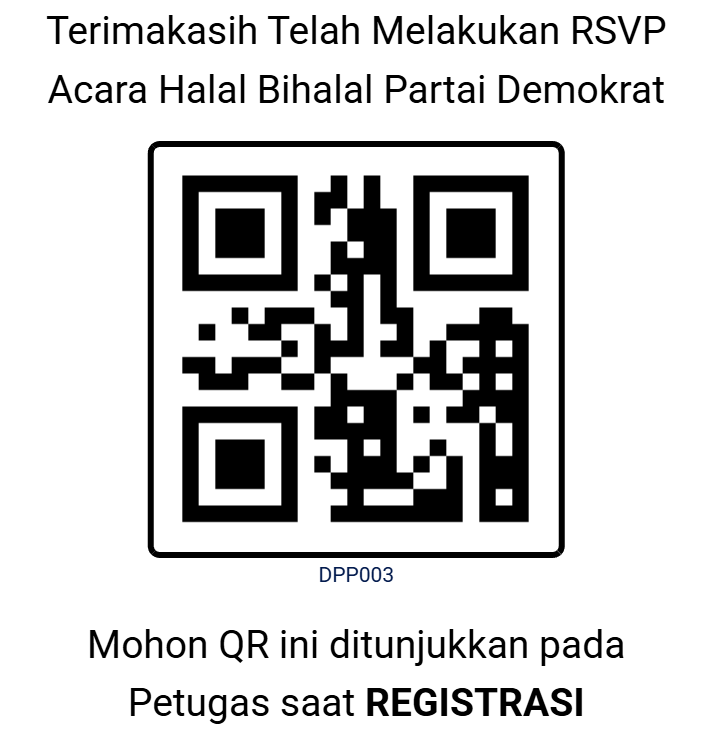 Terimakasih Telah Melakukan RSVP
Acara Halal Bihalal Partai Demokrat
DPP003
Mohon QR ini ditunjukkan pada
Petugas saat REGISTRASI